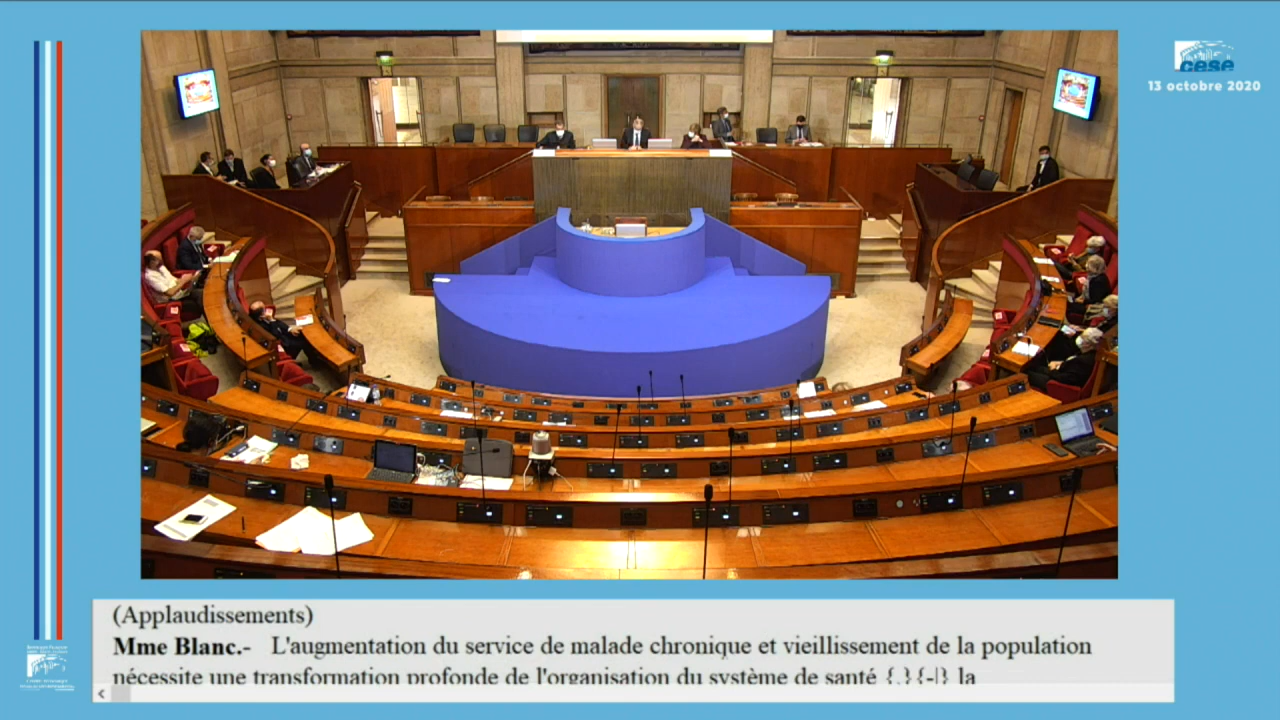 cese
13 octobre 2020
(Applaudissements)
Mme Blanc.- L'augmentation du service de malade chronique et vieillissement de la population
nécessite une transformation profonde de l'organisation du système de santé {.}{-|} la